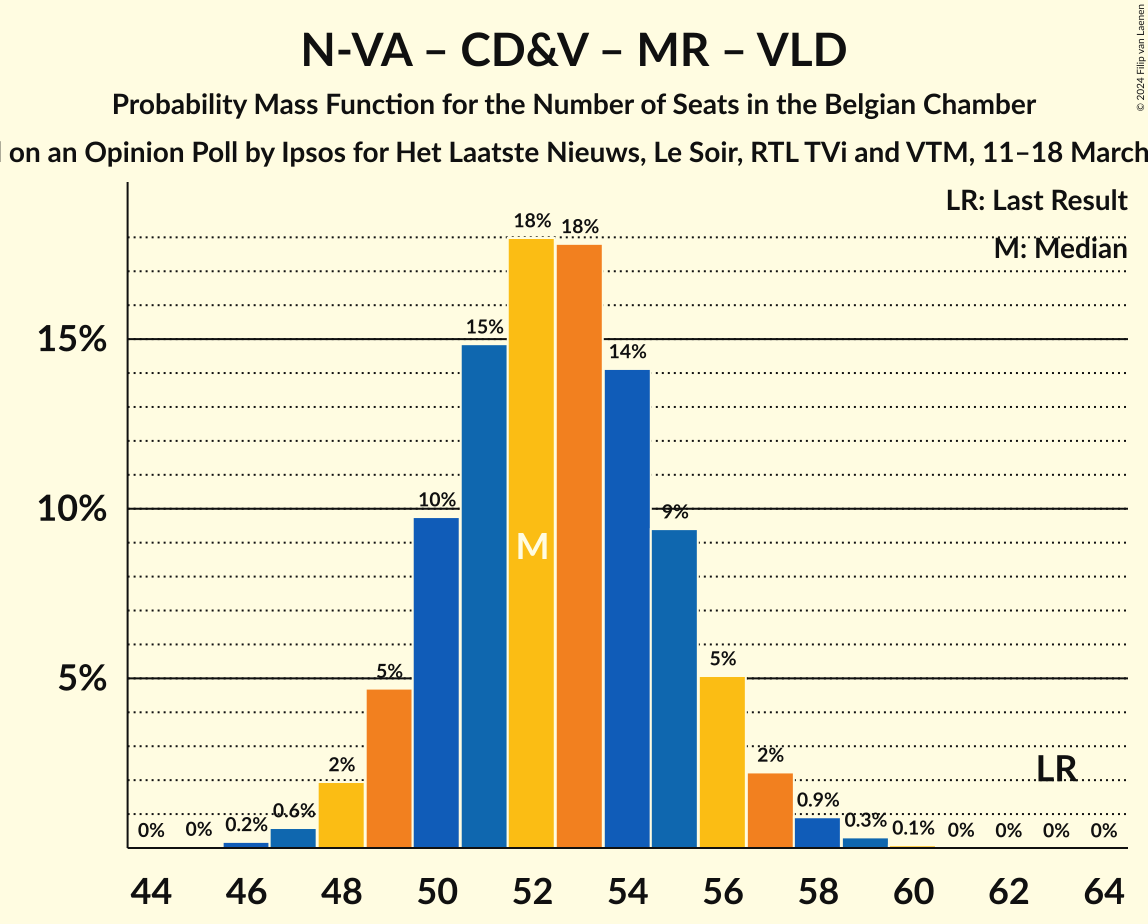 N-VA – CD&V – MR – VLD
Probability Mass Function for the Number of Seats in the Belgian Chamber
on an Opinion Poll by Ipsos for Het Laatste Nieuws, Le Soir, RTL TVi and VTM, 11–18 March
© 2024 Filip van Laenen
LR: Last Result
M: Median
18%
18%
15%
15%
14%
10%
10%
9%
M
5%
5%
5%
2%
2%
LR
0%
0%
0.2%
0.6%
0.9%
0.3%
0.1%
0%
0%
0%
0%
44 46 48 50 52 54 56 58 60 62 64